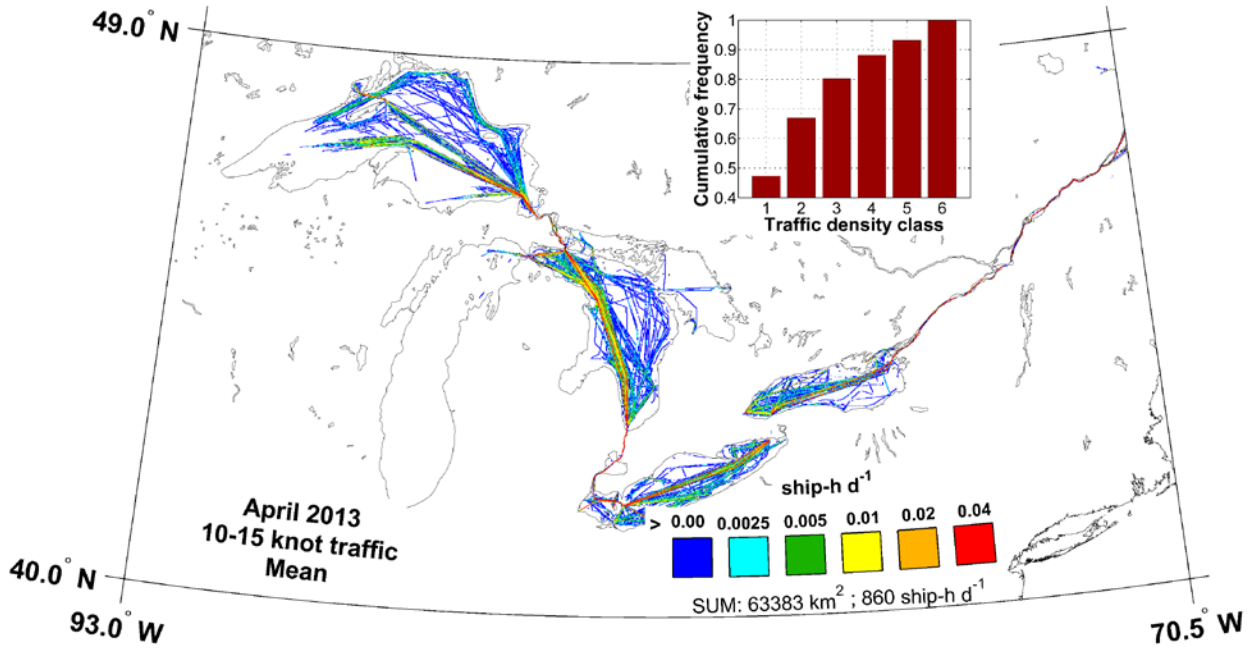 49.0° N
Cumulative frequency
1
0.9
0.8
0.7
0.6
0.5
0.4
1 2 3 4 5 6
Traffic density class
April 2013
10-15 knot traffic
Mean
ship-h d⁻¹
> 0.00 0.0025 0.005 0.01 0.02 0.04
SUM: 63383 km² ; 860 ship-h d⁻¹
40.0° N
93.0° W
70.5° W